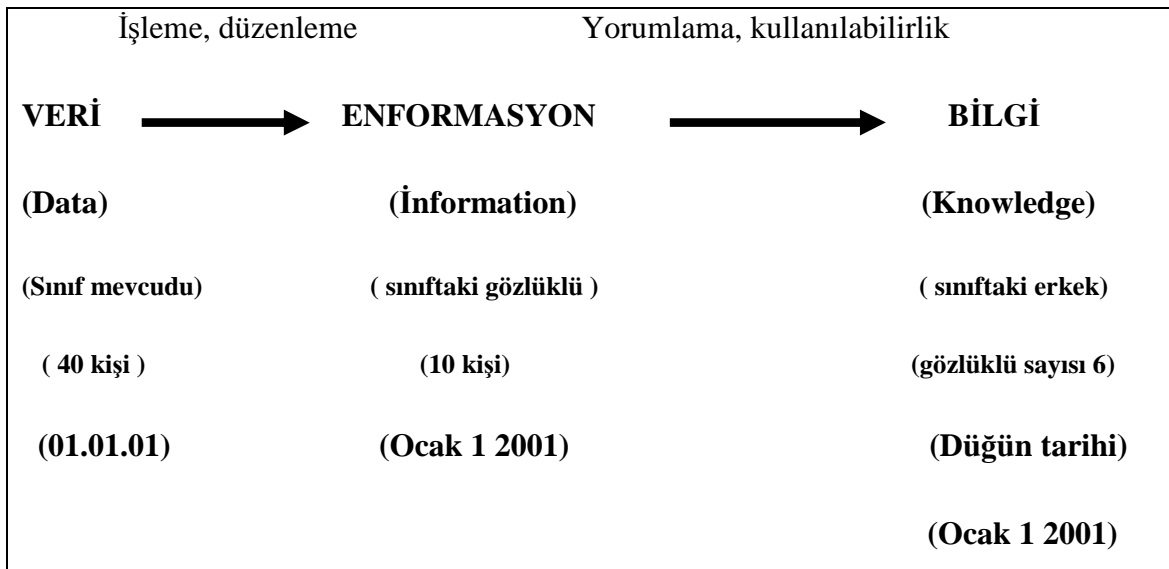 İşleme, düzenleme Yorumlama, kullanılabilirlik
VERİ ENFORMASYON BİLGİ
(Data) (İnformation) (Knowledge)
(Sınıf mevcudu) ( sınıftaki gözlüklü ) ( sınıftaki erkek)
( 40 kişi ) (10 kişi) (gözlüklü sayısı 6)
(01.01.01) (Ocak 1 2001) (Düğün tarihi)
(Ocak 1 2001)